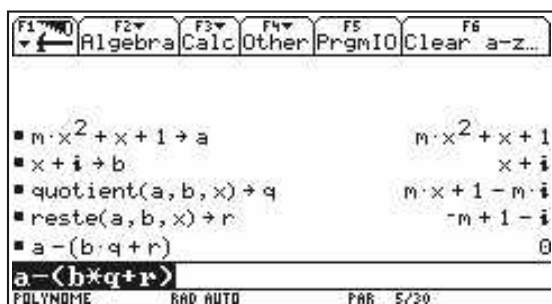 F1 F2 F3 F4 F5 F6
Algebra Calc Other PrgmIO Clear a-z…
▪ m·x² + x + 1 → a m·x² + x + 1
▪ x + i → b x + i
▪ quotient(a, b, x) → q m·x + 1 − m·i
▪ reste(a, b, x) → r ⁻m + 1 − i
▪ a − (b·q + r) 0
a-(b*q+r)
POLYNOME RAD AUTO PAR 5/30